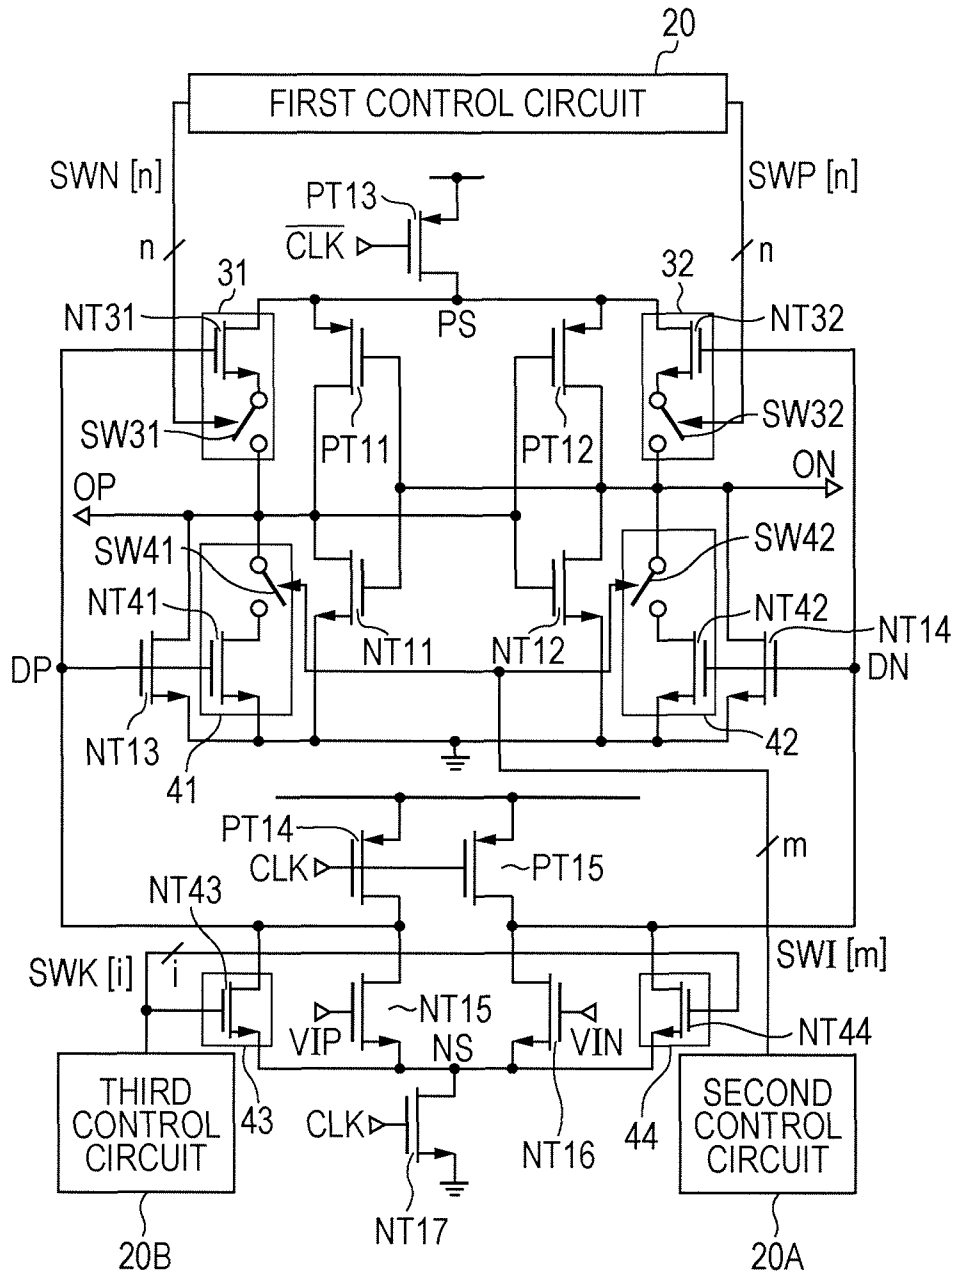 20
FIRST CONTROL CIRCUIT
SWN [n]
SWP [n]
PT13
CLK
n
n
31
32
NT31
PS
NT32
SW31
PT11
PT12
SW32
OP
ON
SW41
SW42
NT41
NT42
NT14
NT11
NT12
DP
DN
NT13
41
42
PT14
CLK
PT15
m
NT43
SWK [i]
i
SWI [m]
NT15
VIP
NS
VIN
NT44
THIRD
CONTROL
CIRCUIT
43
CLK
NT16
44
SECOND
CONTROL
CIRCUIT
NT17
20B
20A